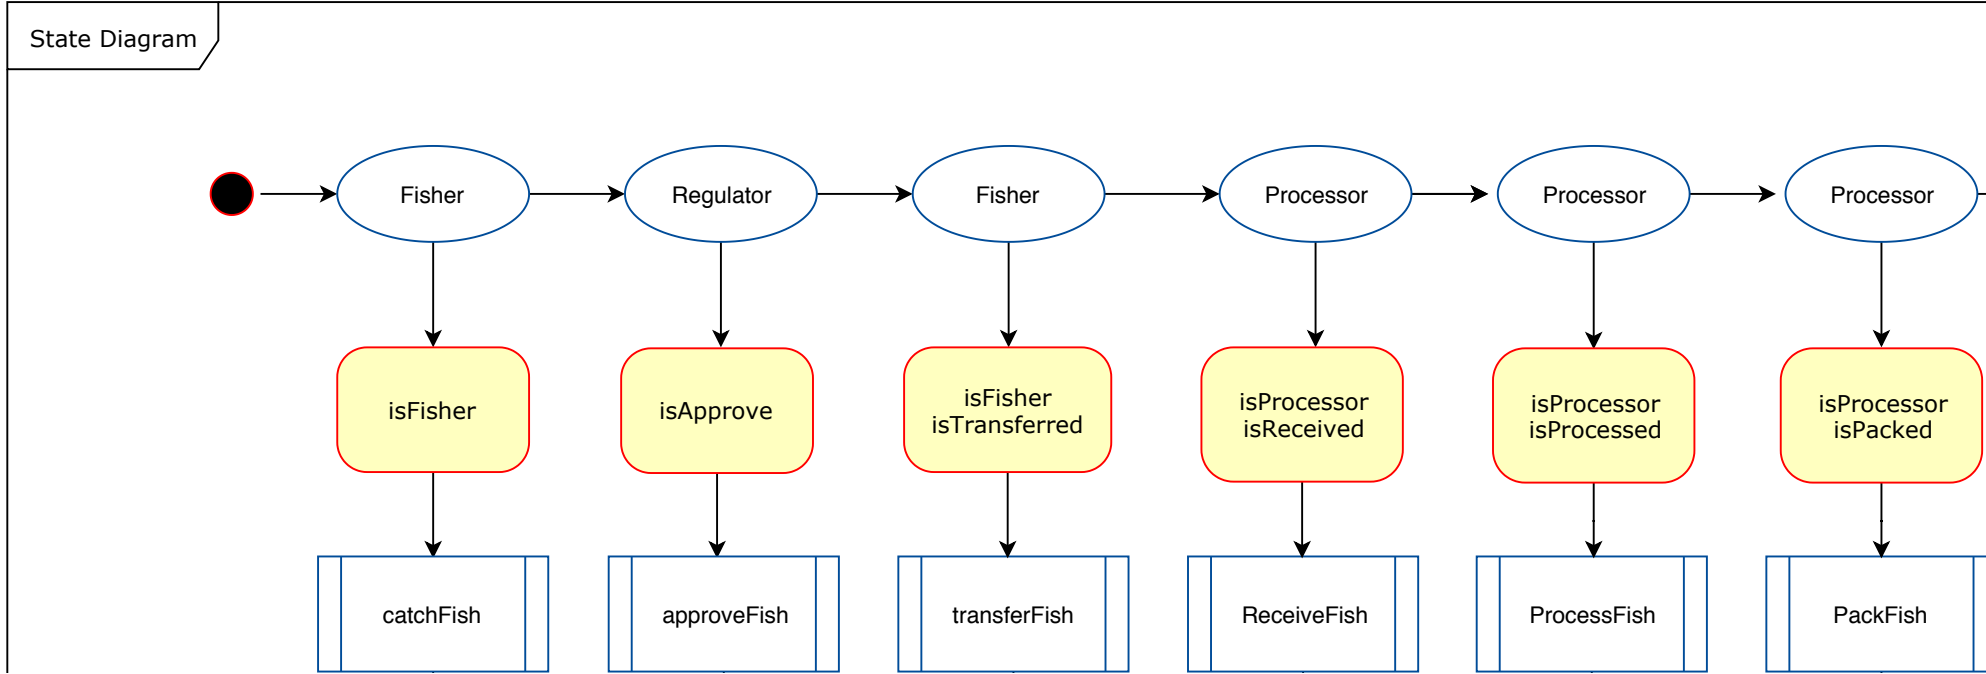 State Diagram
Fisher
Regulator
Fisher
Processor
Processor
Processor
isFisher
isApprove
isFisher
isTransferred
isProcessor
isReceived
isProcessor
isProcessed
isProcessor
isPacked
catchFish
approveFish
transferFish
ReceiveFish
ProcessFish
PackFish